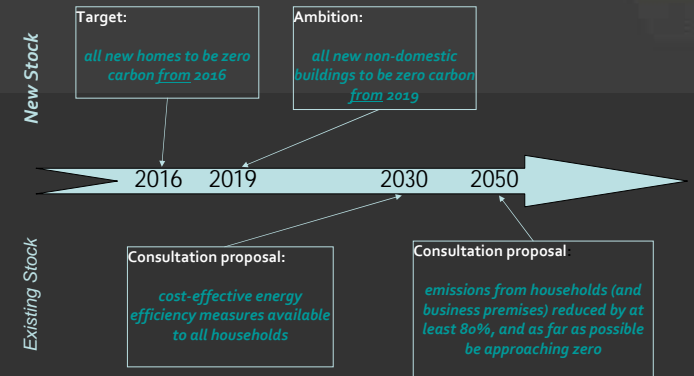 New Stock
Target:
all new homes to be zero
carbon from 2016
Ambition:
all new non-domestic
buildings to be zero carbon
from 2019
2016
2019
2030
2050
Existing Stock
Consultation proposal:
cost-effective energy
efficiency measures available
to all households
Consultation proposal:
emissions from households (and
business premises) reduced by at
least 80%, and as far as possible
be approaching zero